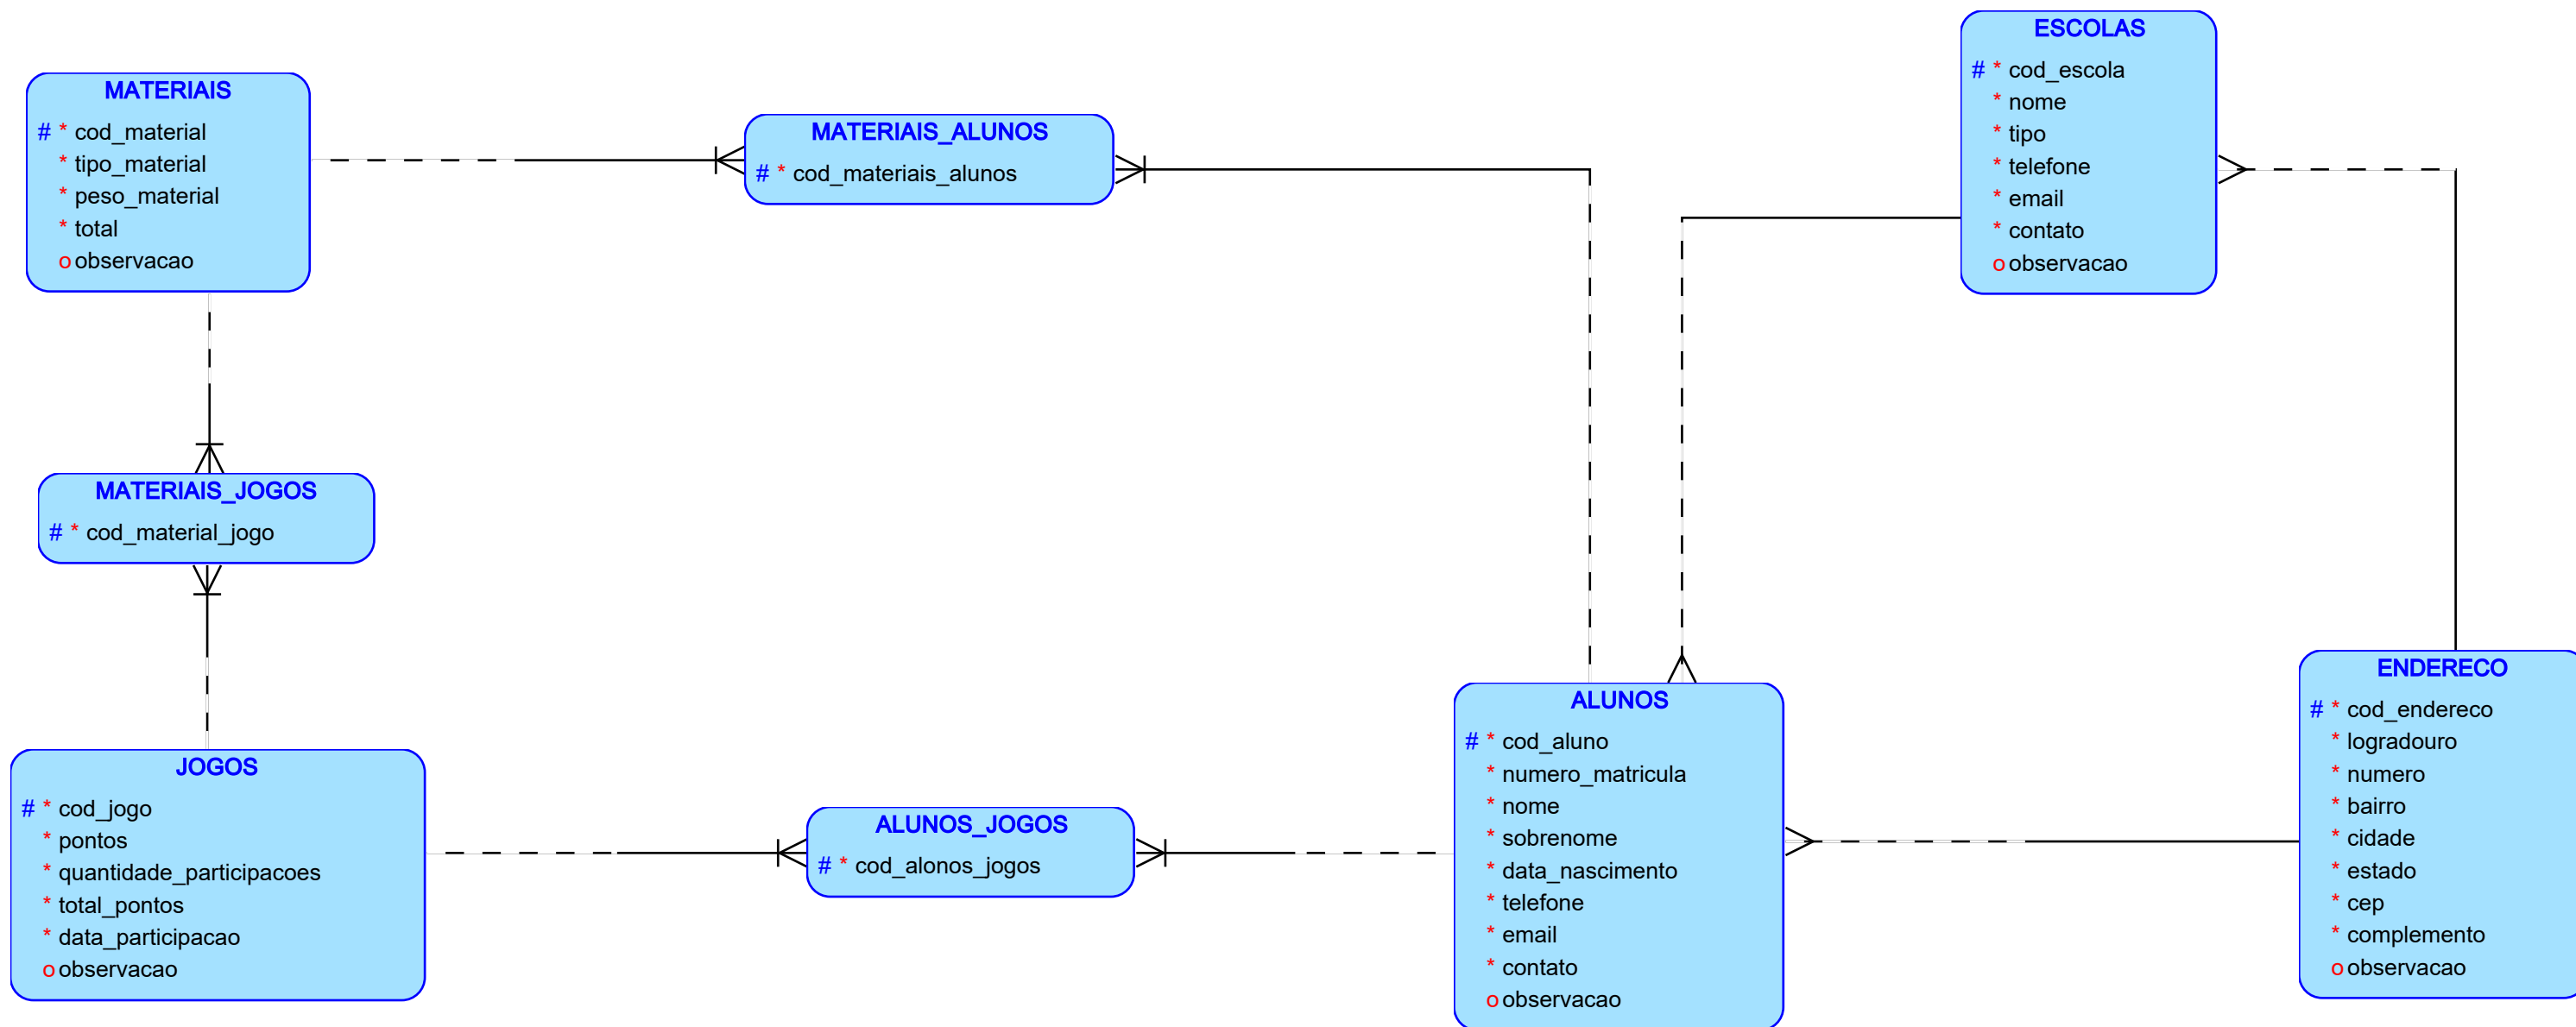 MATERIAIS
# * cod_material
* tipo_material
* peso_material
* total
o observacao
MATERIAIS_ALUNOS
# * cod_materiais_alunos
ESCOLAS
# * cod_escola
* nome
* tipo
* telefone
* email
* contato
o observacao
MATERIAIS_JOGOS
# * cod_material_jogo
JOGOS
# * cod_jogo
* pontos
* quantidade_participacoes
* total_pontos
* data_participacao
o observacao
ALUNOS_JOGOS
# * cod_alonos_jogos
ALUNOS
# * cod_aluno
* numero_matricula
* nome
* sobrenome
* data_nascimento
* telefone
* email
* contato
o observacao
ENDERECO
# * cod_endereco
* logradouro
* numero
* bairro
* cidade
* estado
* cep
* complemento
o observacao